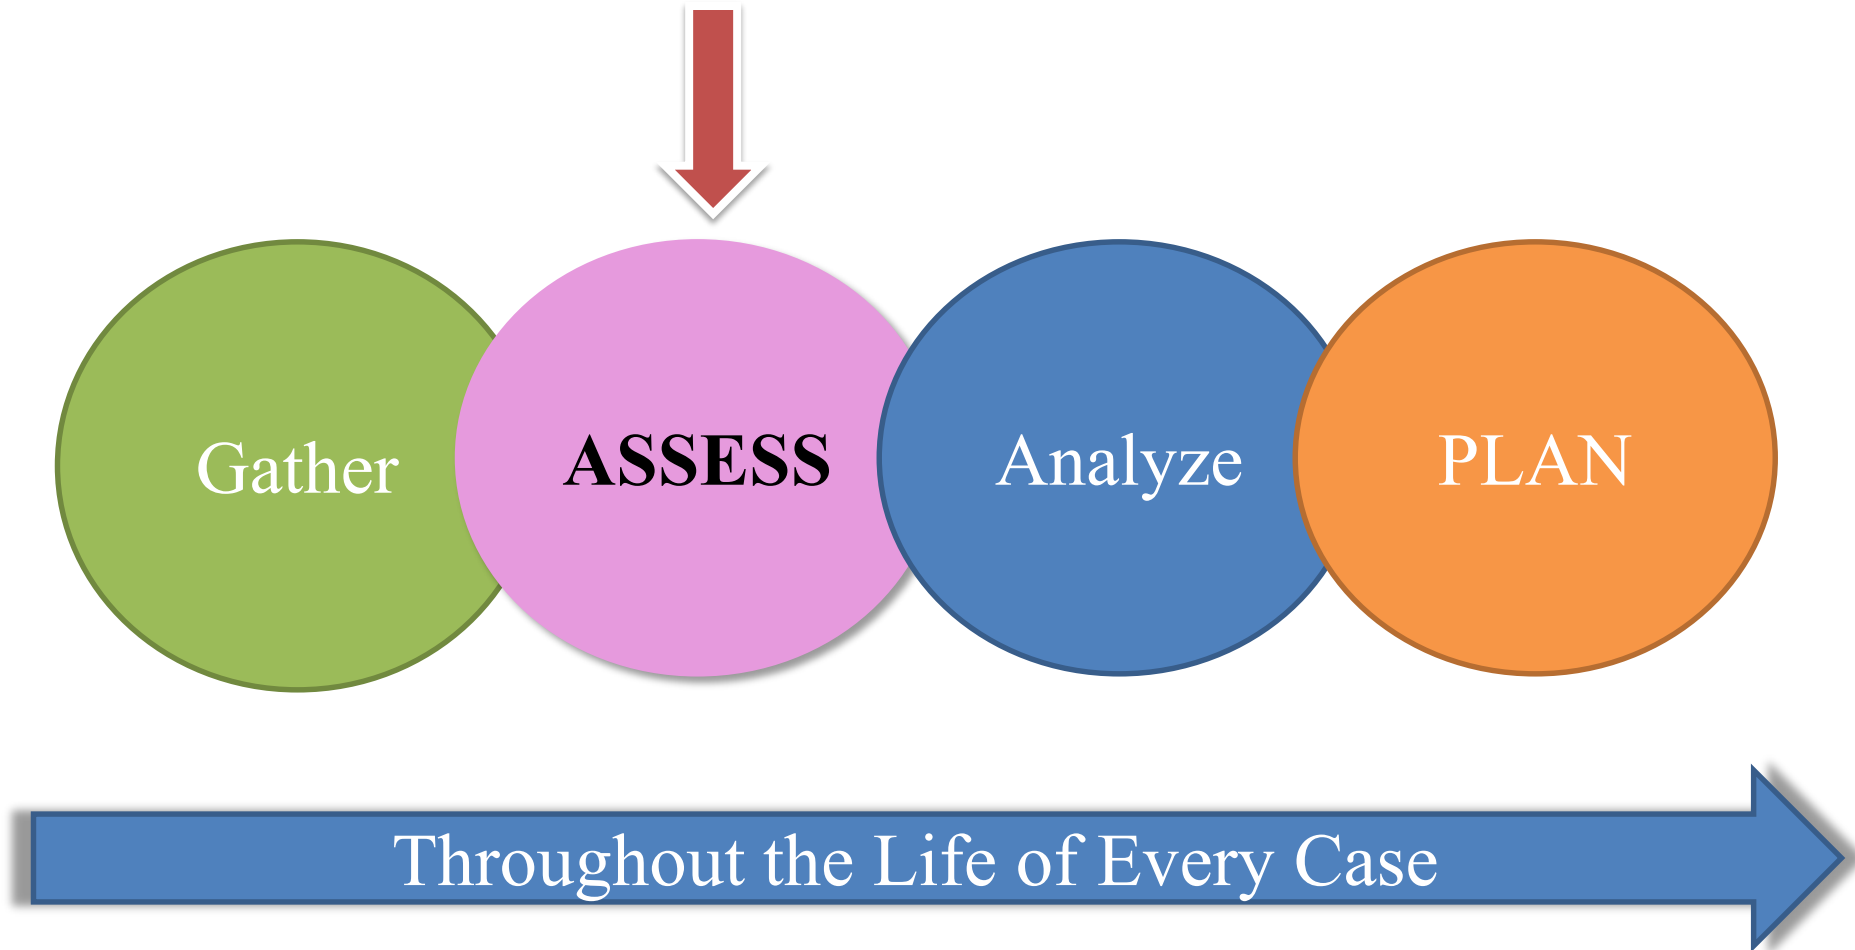 Gather
ASSESS
Analyze
PLAN
Throughout the Life of Every Case